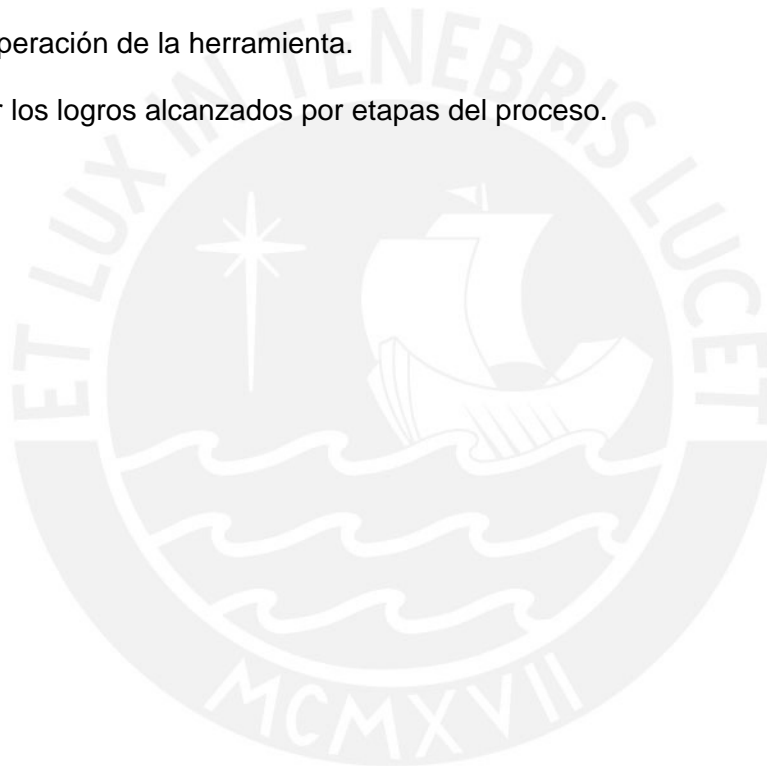 peración de la herramienta.
r los logros alcanzados por etapas del proceso.
ET LUX IN TENEBRIS LUCET
MCMXVII